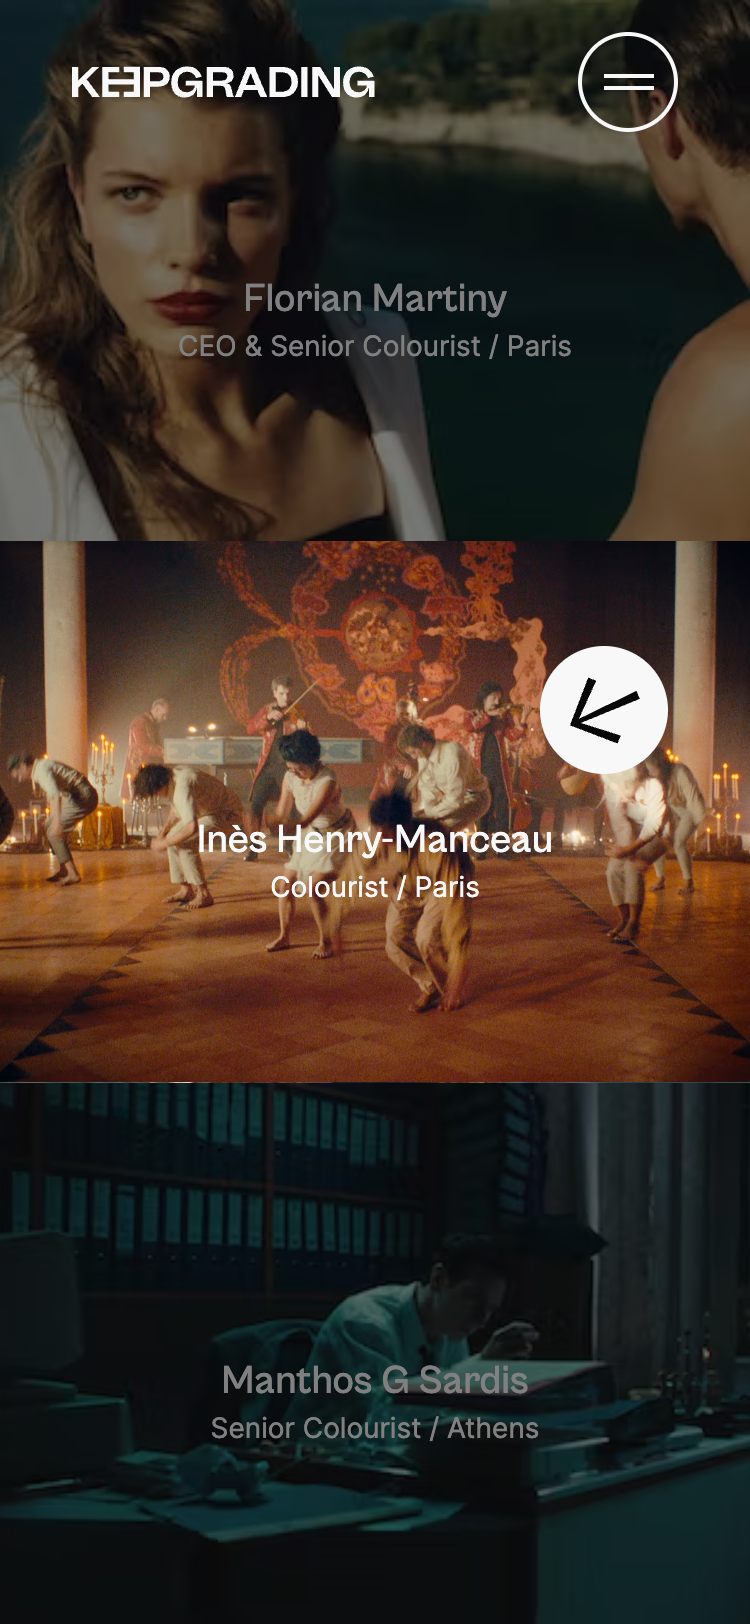 KEEPGRADING
Florian Martiny
CEO & Senior Colourist / Paris
Inès Henry-Manceau
Colourist / Paris
Manthos G Sardis
Senior Colourist / Athens